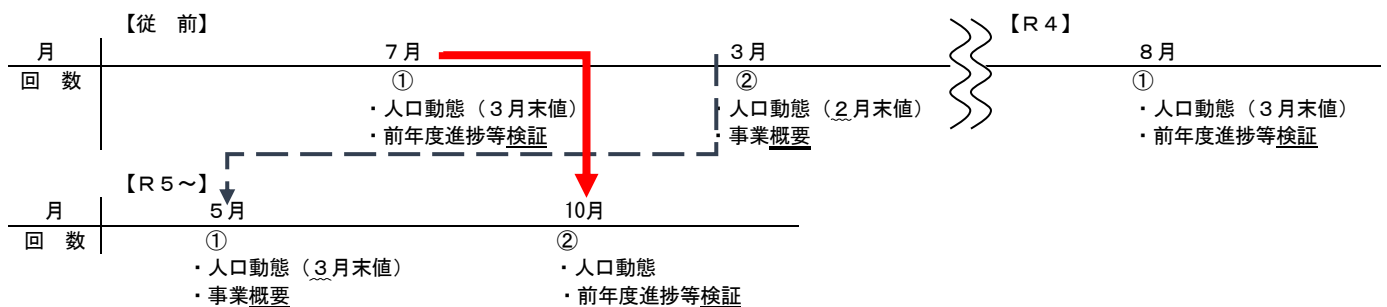 【従　前】
【Ｒ４】
月　７月　３月　８月
回　数　①　②　①
・人口動態（３月末値）　・人口動態（２月末値）　・人口動態（３月末値）
・前年度進捗等検証　・事業概要　・前年度進捗等検証
【Ｒ５～】
月　５月　10月
回　数　①　②
・人口動態（３月末値）　・人口動態
・事業概要　・前年度進捗等検証